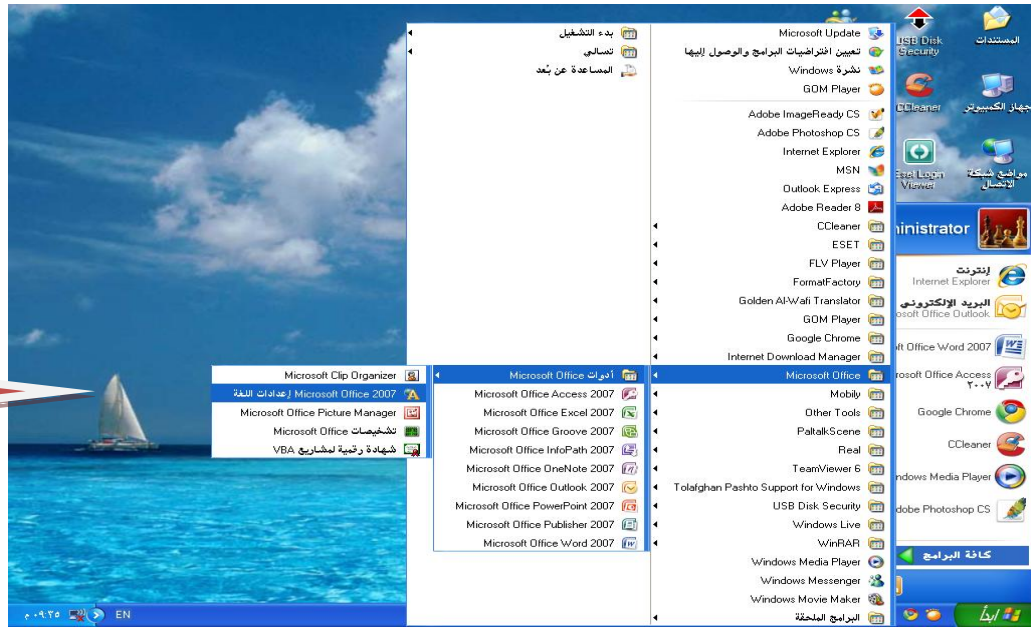 المستندات
USB Disk Security
جهاز الكمبيوتر
CCleaner
مواضع شبكة الاتصال
Viewer
inistrator
إنترنت
Internet Explorer
البريد الإلكتروني
osoft Office Outlook
ft Office Word 2007
rosoft Office Access
٢٠٠٧
Google Chrome
CCleaner
ndows Media Player
dobe Photoshop CS
كافة البرامج
ابدأ
Microsoft Update
تعيين افتراضيات البرامج والوصول إليها
نشرة Windows
GOM Player
Adobe ImageReady CS
Adobe Photoshop CS
Internet Explorer
MSN
Outlook Express
Adobe Reader 8
CCleaner
ESET
FLV Player
FormatFactory
Golden Al-Wafi Translator
GOM Player
Google Chrome
Internet Download Manager
Microsoft Office
Mobily
Other Tools
PaltalkScene
Real
TeamViewer 6
Tolafghan Pashto Support for Windows
USB Disk Security
Windows Live
WinRAR
Windows Media Player
Windows Messenger
Windows Movie Maker
البرامج الملحقة
بدء التشغيل
تسالي
المساعدة عن بُعد
أدوات Microsoft Office
Microsoft Office Access 2007
Microsoft Office Excel 2007
Microsoft Office Groove 2007
Microsoft Office InfoPath 2007
Microsoft Office OneNote 2007
Microsoft Office Outlook 2007
Microsoft Office PowerPoint 2007
Microsoft Office Publisher 2007
Microsoft Office Word 2007
Microsoft Clip Organizer
إعدادات اللغة Microsoft Office 2007
Microsoft Office Picture Manager
تشخيصات Microsoft Office
شهادة رقمية لمشاريع VBA
EN
٠٩:٣٥ م